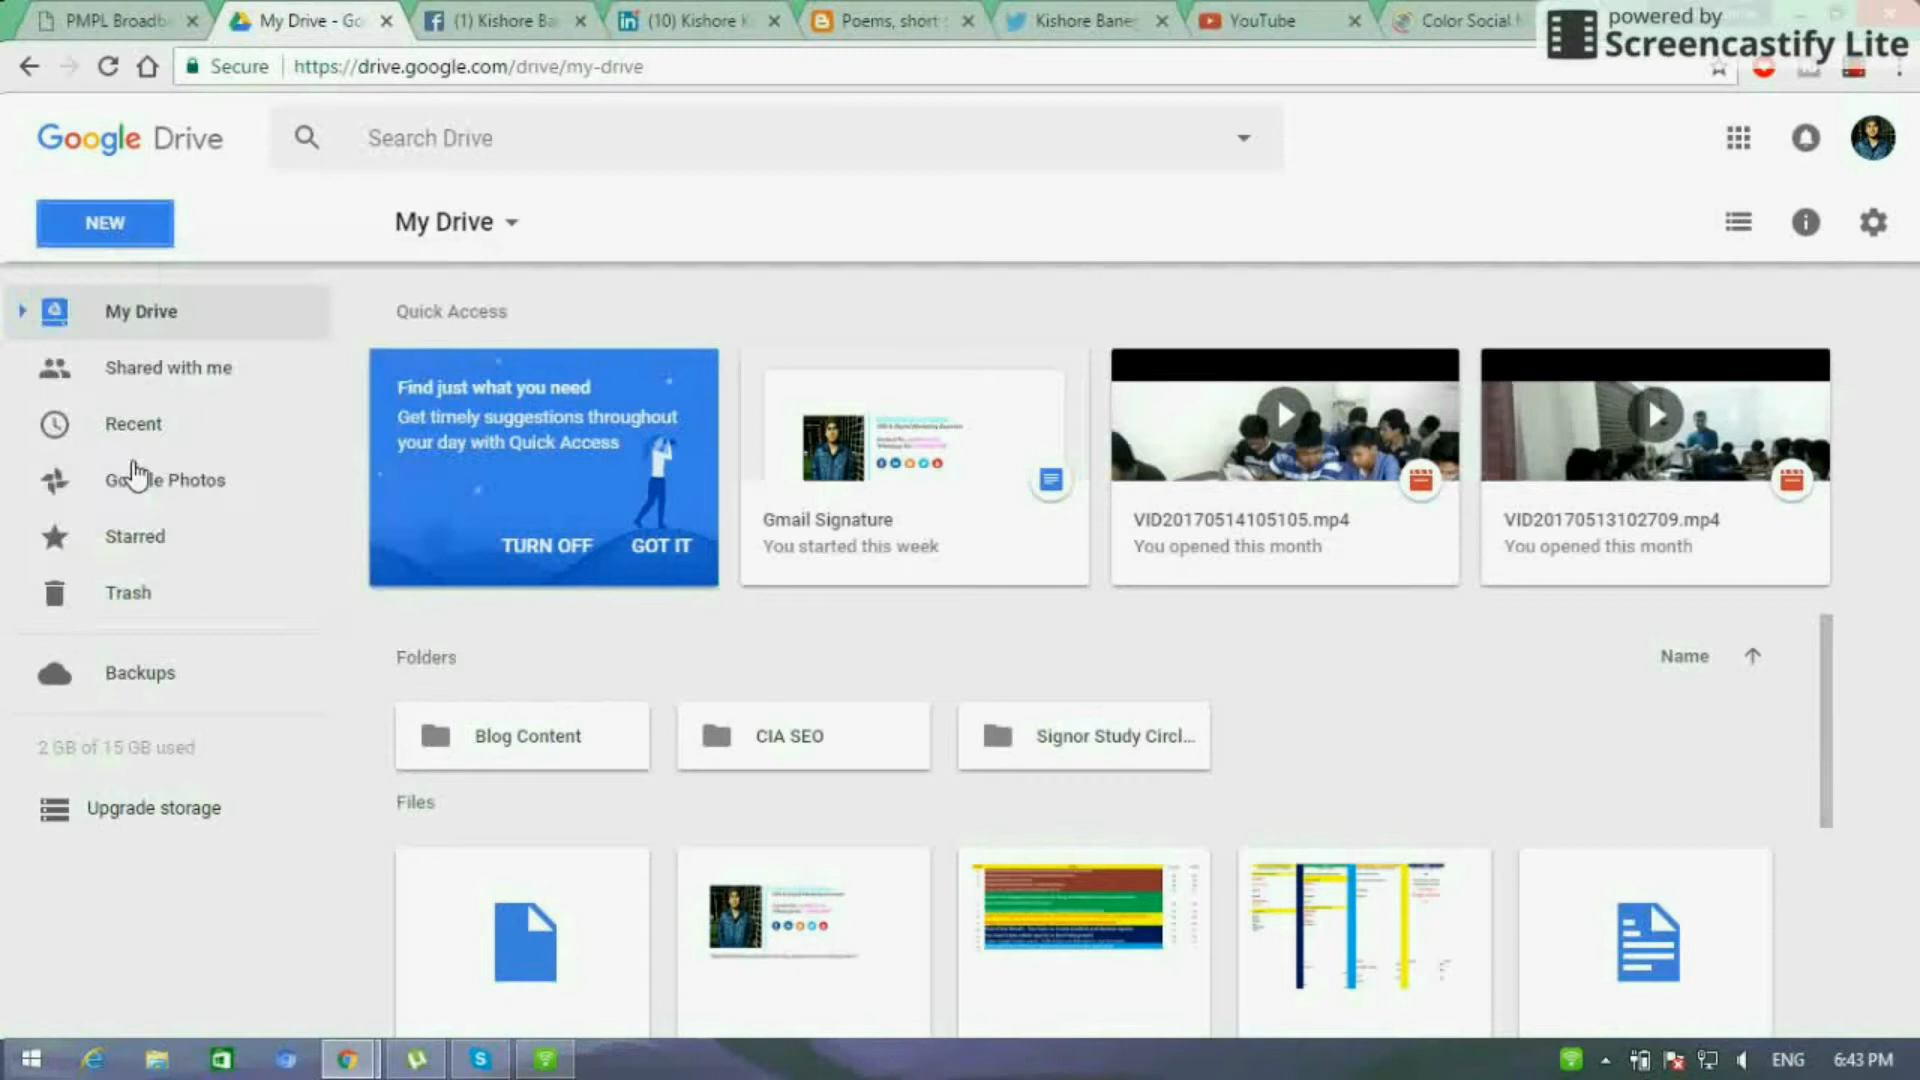 PMPL Broadb
My Drive - Go
(1) Kishore Ba
(10) Kishore K
Poems, short
Kishore Bane
YouTube
Color Social
powered by
Screencastify Lite
Secure
https://drive.google.com/drive/my-drive
Google Drive
Search Drive
NEW
My Drive
My Drive
Shared with me
Recent
Google Photos
Starred
Trash
Backups
2 GB of 15 GB used
Upgrade storage
Quick Access
Find just what you need
Get timely suggestions throughout
your day with Quick Access
TURN OFF GOT IT
Gmail Signature
You started this week
VID20170514105105.mp4
You opened this month
VID20170513102709.mp4
You opened this month
Folders
Name
Blog Content
CIA SEO
Signor Study Circl...
Files
ENG
6:43 PM